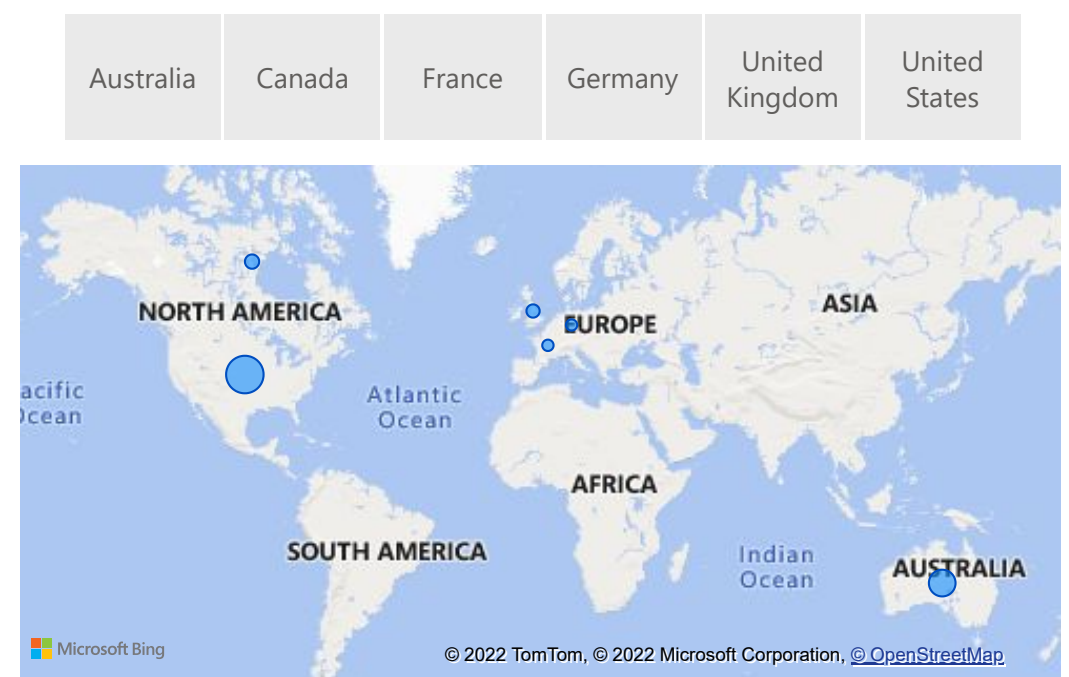 Australia
Canada
France
Germany
United
Kingdom
United
States
NORTH AMERICA
EUROPE
ASIA
acific
Ocean
Atlantic
Ocean
AFRICA
SOUTH AMERICA
Indian
Ocean
AUSTRALIA
Microsoft Bing
© 2022 TomTom, © 2022 Microsoft Corporation, © OpenStreetMap